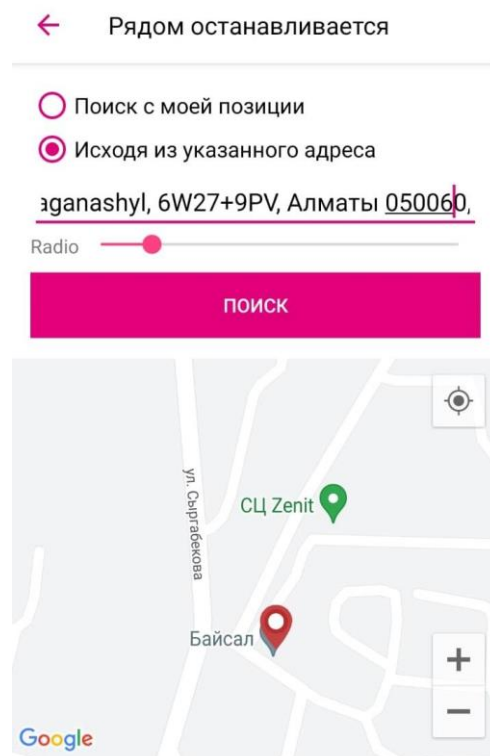 Рядом останавливается
Поиск с моей позиции
Исходя из указанного адреса
aganashyl, 6W27+9PV, Алматы 050060,
Radio
ПОИСК
СЦ Zenit
ул. Сыргабекова
Байсал
+
−
Google